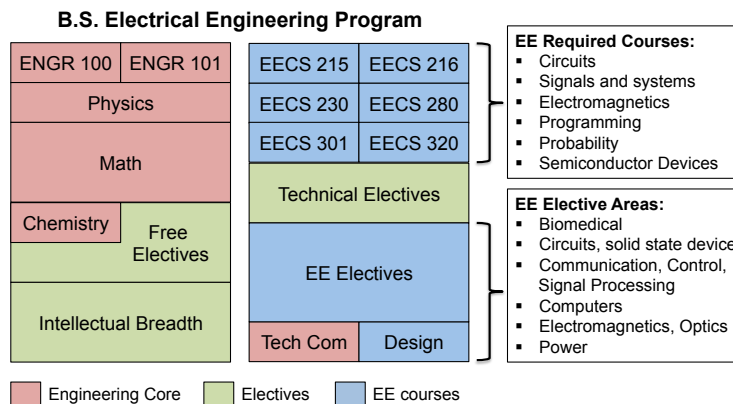 B.S. Electrical Engineering Program
ENGR 100
ENGR 101
Physics
Math
Chemistry
Free
Electives
Intellectual Breadth
EECS 215
EECS 216
EECS 230
EECS 280
EECS 301
EECS 320
Technical Electives
EE Electives
Tech Com
Design
EE Required Courses:
▪ Circuits
▪ Signals and systems
▪ Electromagnetics
▪ Programming
▪ Probability
▪ Semiconductor Devices
EE Elective Areas:
▪ Biomedical
▪ Circuits, solid state device
▪ Communication, Control,
Signal Processing
▪ Computers
▪ Electromagnetics, Optics
▪ Power
Engineering Core
Electives
EE courses